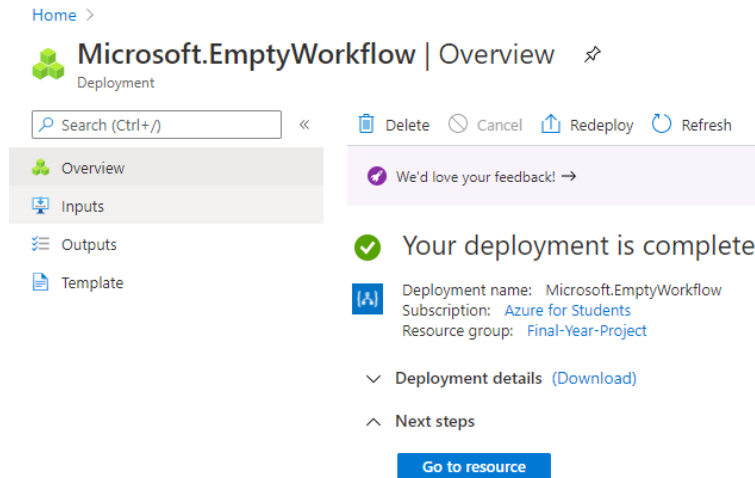 Home >
Microsoft.EmptyWorkflow | Overview
Deployment
Search (Ctrl+/)
«
Delete
Cancel
Redeploy
Refresh
Overview
Inputs
Outputs
Template
We'd love your feedback! →
Your deployment is complete
Deployment name: Microsoft.EmptyWorkflow
Subscription: Azure for Students
Resource group: Final-Year-Project
Deployment details (Download)
Next steps
Go to resource